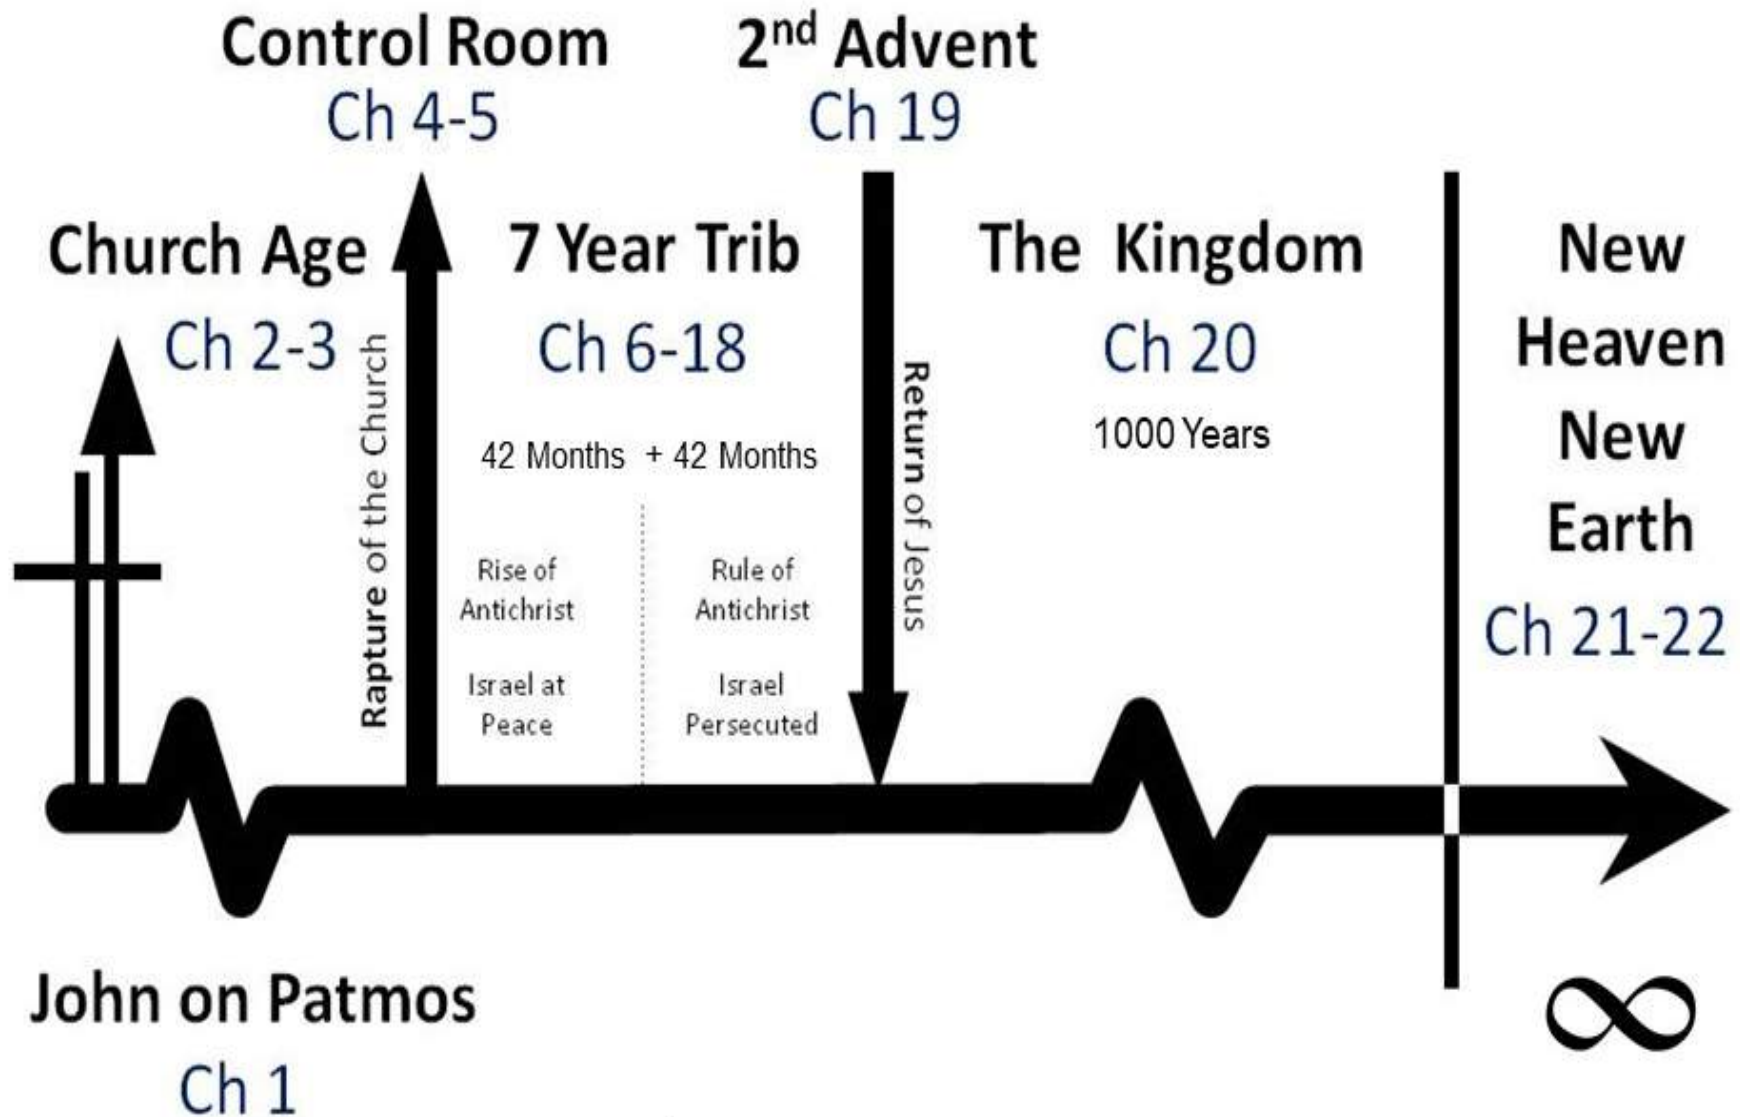 Control Room
Ch 4-5
2nd Advent
Ch 19
Church Age
Ch 2-3
Rapture of the Church
7 Year Trib
Ch 6-18
42 Months + 42 Months
Rise of
Antichrist
Israel at
Peace
Rule of
Antichrist
Israel
Persecuted
Return of Jesus
The Kingdom
Ch 20
1000 Years
New
Heaven
New
Earth
Ch 21-22
John on Patmos
Ch 1
∞